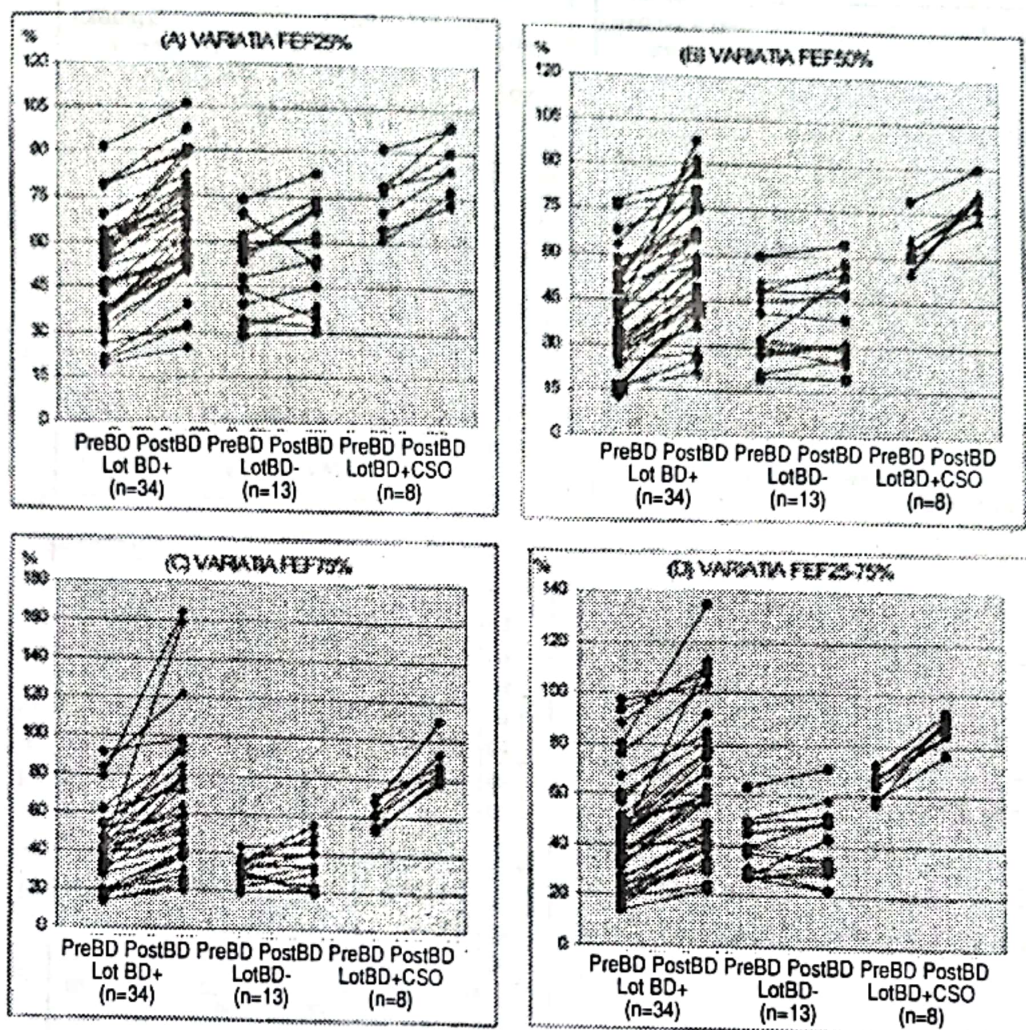 (A) VARIATIA FEF25%
%
120
105
90
75
60
45
30
15
0
PreBD PostBD PreBD PostBD PreBD PostBD
Lot BD+ LotBD- LotBD+CSO
(n=34) (n=13) (n=8)
(B) VARIATIA FEF50%
%
120
105
90
75
60
45
30
15
0
PreBD PostBD PreBD PostBD PreBD PostBD
Lot BD+ LotBD- LotBD+CSO
(n=34) (n=13) (n=8)
(C) VARIATIA FEF75%
%
180
160
140
120
100
80
60
40
20
0
PreBD PostBD PreBD PostBD PreBD PostBD
Lot BD+ LotBD- LotBD+CSO
(n=34) (n=13) (n=8)
(D) VARIATIA FEF25-75%
%
140
120
100
80
60
40
20
0
PreBD PostBD PreBD PostBD PreBD PostBD
Lot BD+ LotBD- LotBD+CSO
(n=34) (n=13) (n=8)